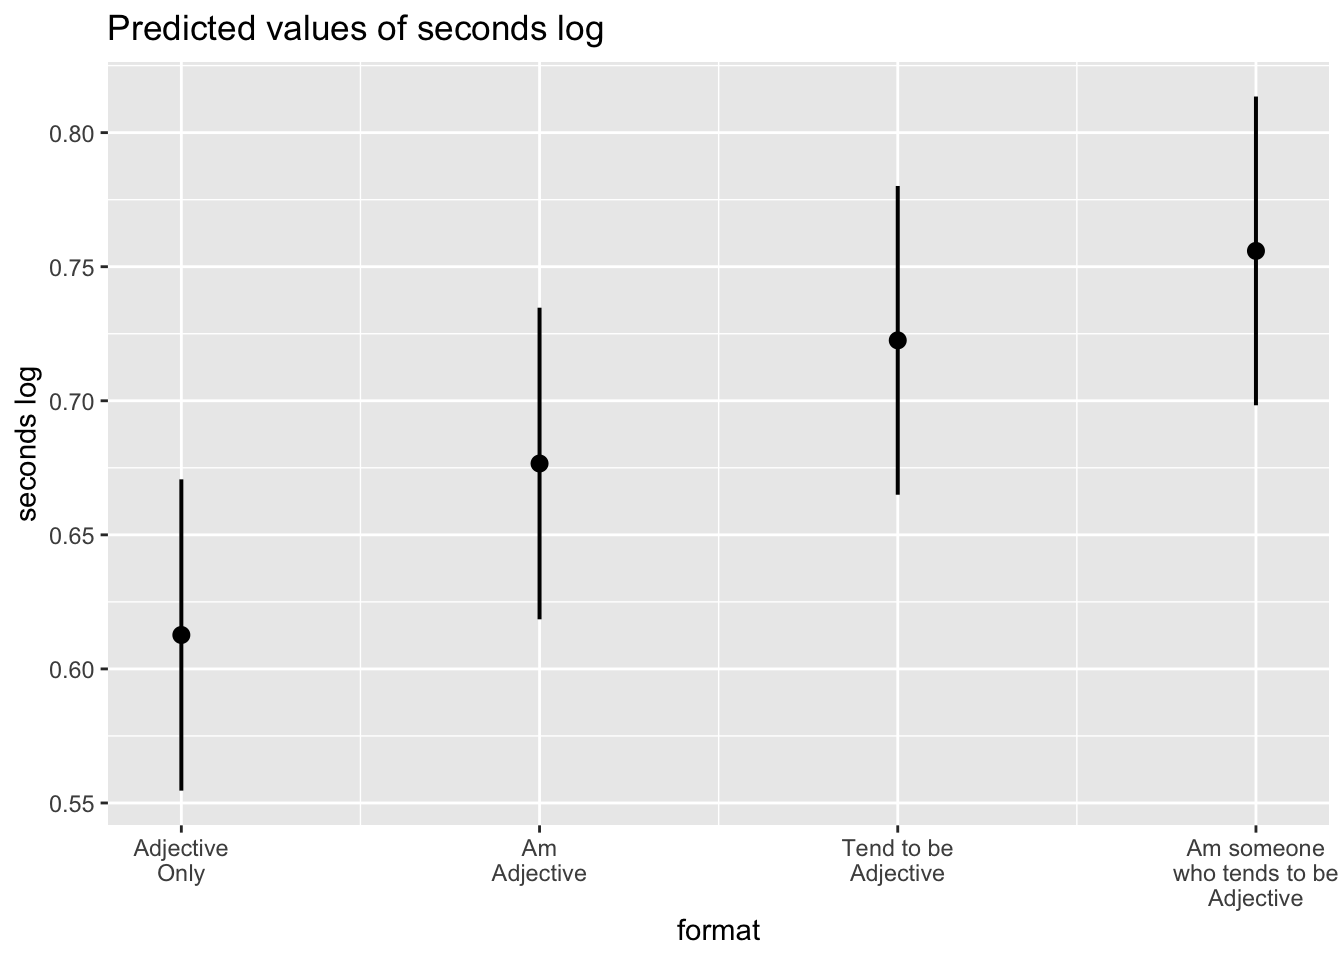 Predicted values of seconds log
seconds log
0.80
0.75
0.70
0.65
0.60
0.55
Adjective
Only
Am
Adjective
Tend to be
Adjective
Am someone
who tends to be
Adjective
format